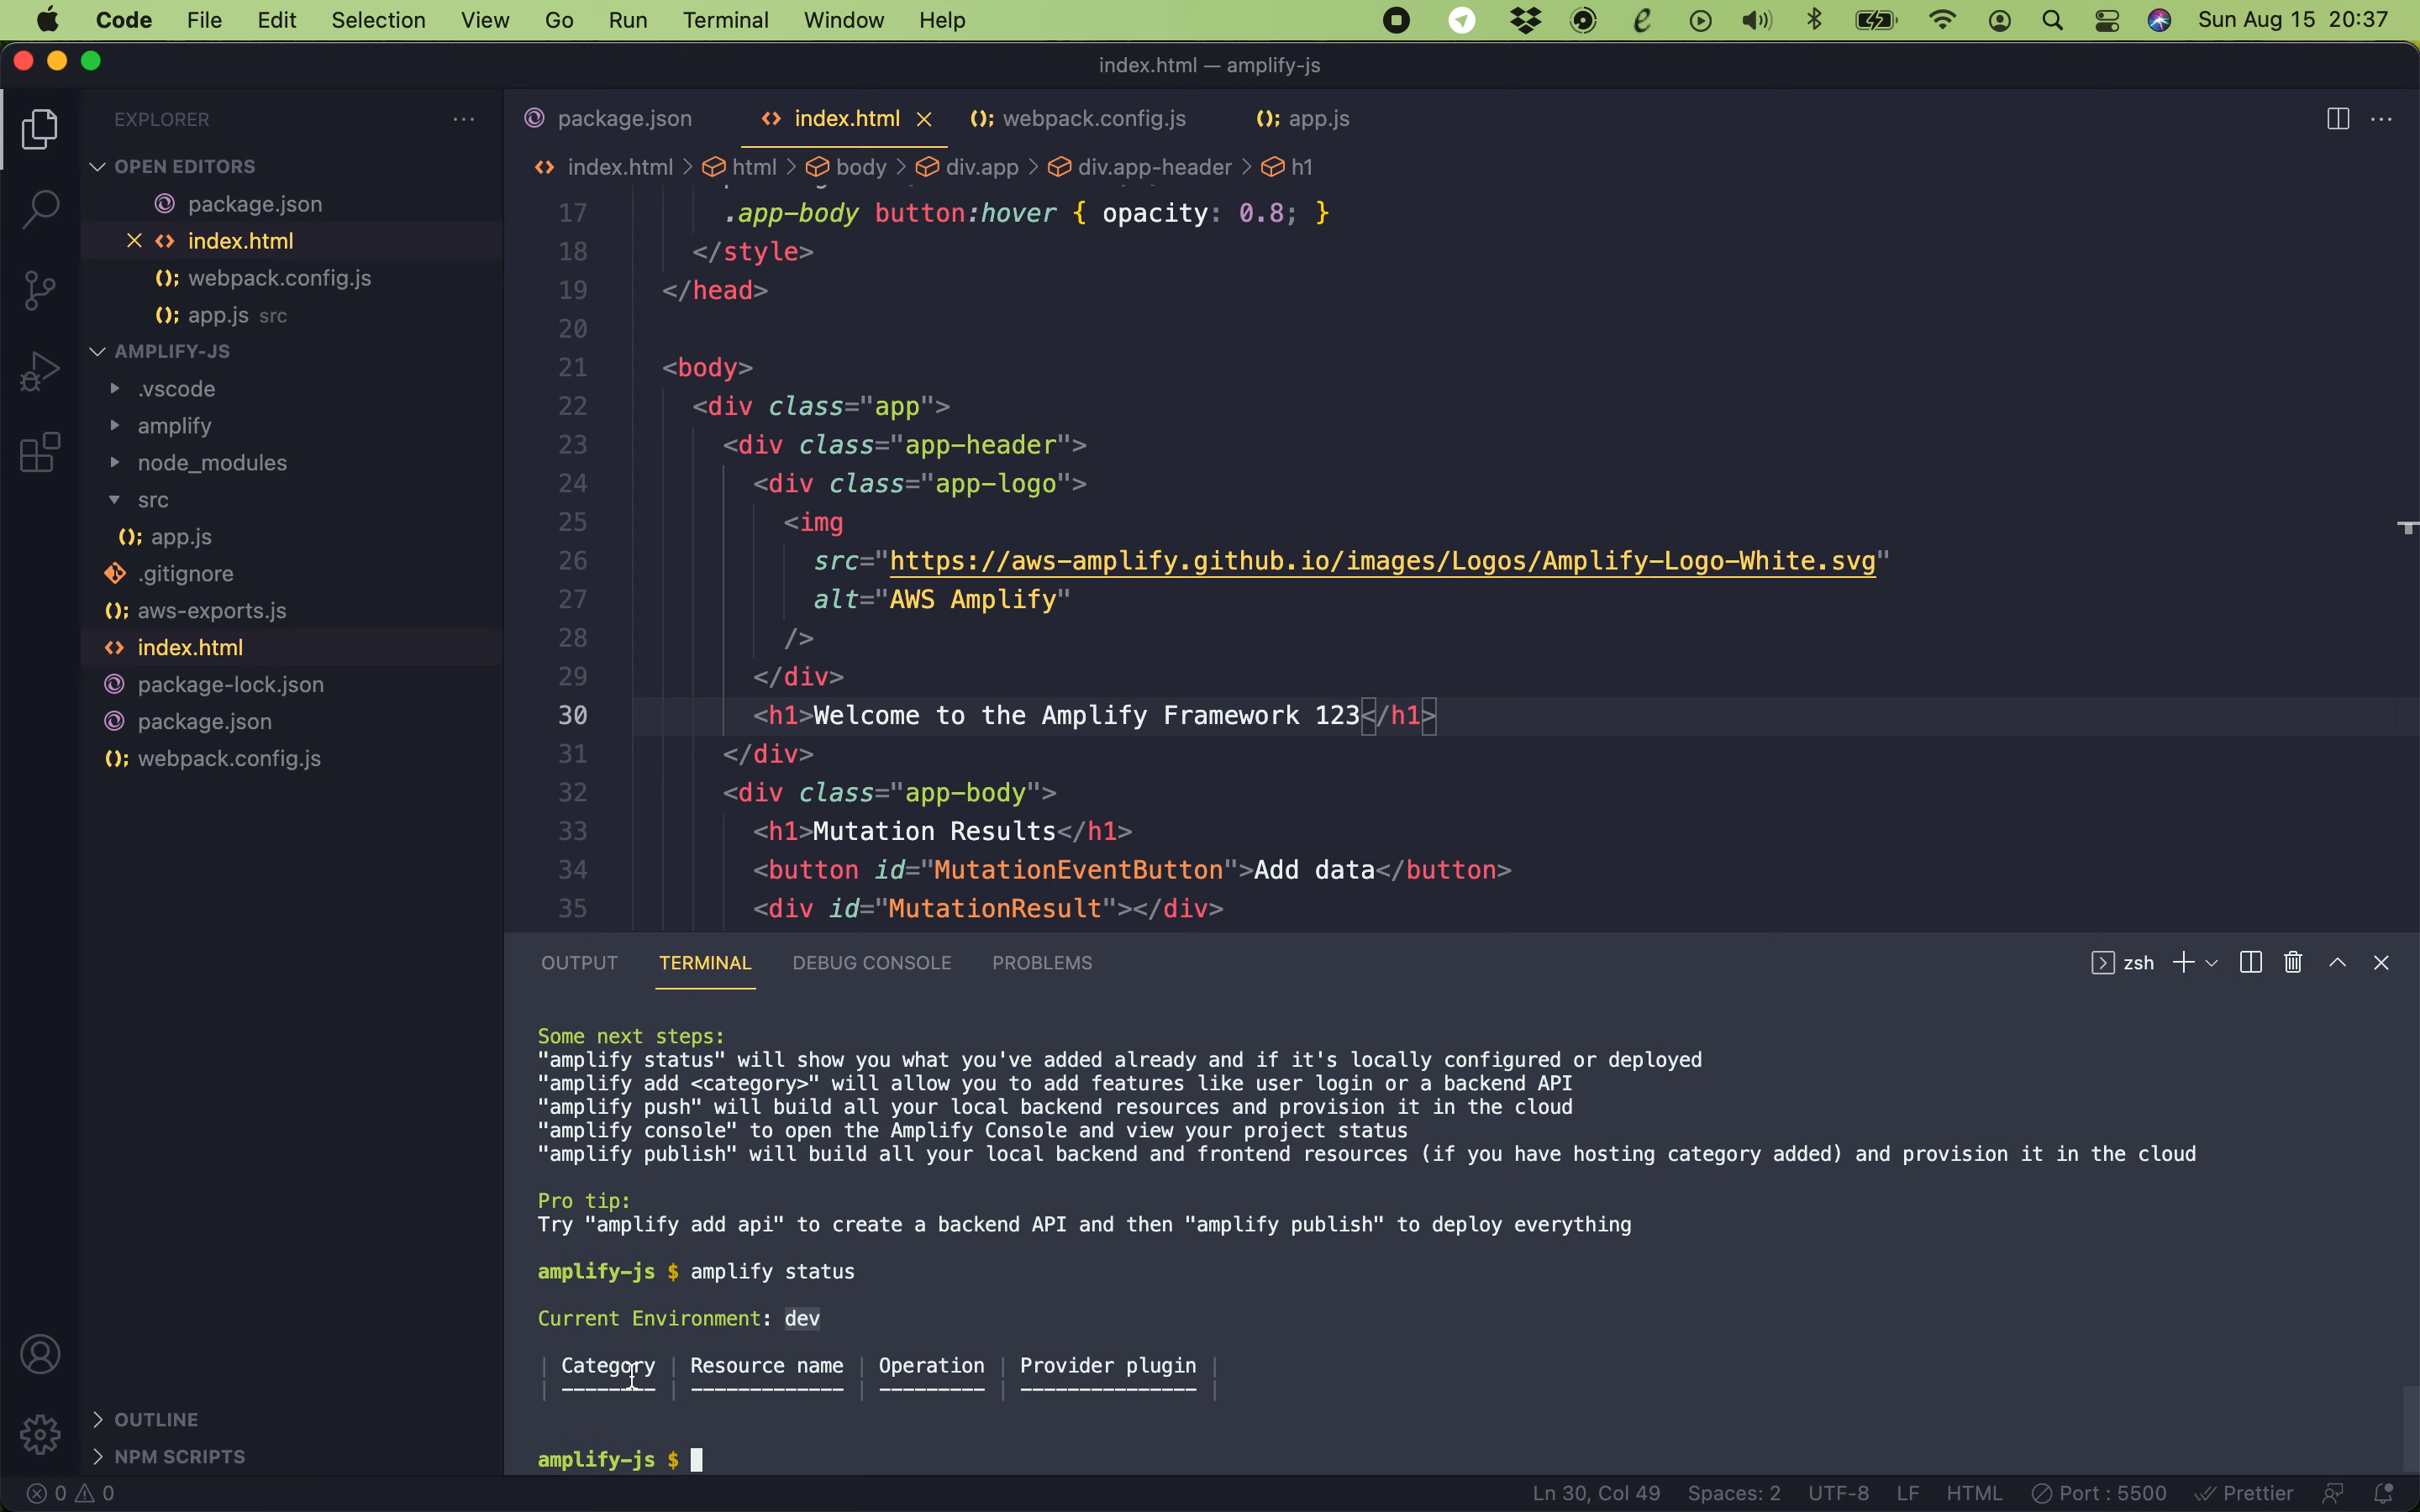 Code File Edit Selection View Go Run Terminal Window Help Sun Aug 15 20:37
index.html — amplify-js
EXPLORER
OPEN EDITORS
package.json
index.html
webpack.config.js
app.js src
AMPLIFY-JS
.vscode
amplify
node_modules
src
app.js
.gitignore
aws-exports.js
index.html
package-lock.json
package.json
webpack.config.js
OUTLINE
NPM SCRIPTS
package.json index.html webpack.config.js app.js
index.html > html > body > div.app > div.app-header > h1
17 .app-body button:hover { opacity: 0.8; }
18 </style>
19 </head>
20
21 <body>
22 <div class="app">
23 <div class="app-header">
24 <div class="app-logo">
25 <img
26 src="https://aws-amplify.github.io/images/Logos/Amplify-Logo-White.svg"
27 alt="AWS Amplify"
28 />
29 </div>
30 <h1>Welcome to the Amplify Framework 123</h1>
31 </div>
32 <div class="app-body">
33 <h1>Mutation Results</h1>
34 <button id="MutationEventButton">Add data</button>
35 <div id="MutationResult"></div>
OUTPUT TERMINAL DEBUG CONSOLE PROBLEMS zsh
Some next steps:
"amplify status" will show you what you've added already and if it's locally configured or deployed
"amplify add <category>" will allow you to add features like user login or a backend API
"amplify push" will build all your local backend resources and provision it in the cloud
"amplify console" to open the Amplify Console and view your project status
"amplify publish" will build all your local backend and frontend resources (if you have hosting category added) and provision it in the cloud
Pro tip:
Try "amplify add api" to create a backend API and then "amplify publish" to deploy everything
amplify-js $ amplify status
Current Environment: dev
| Category | Resource name | Operation | Provider plugin |
| -------- | ------------- | --------- | --------------- |
amplify-js $
0 0 Ln 30, Col 49 Spaces: 2 UTF-8 LF HTML Port : 5500 Prettier